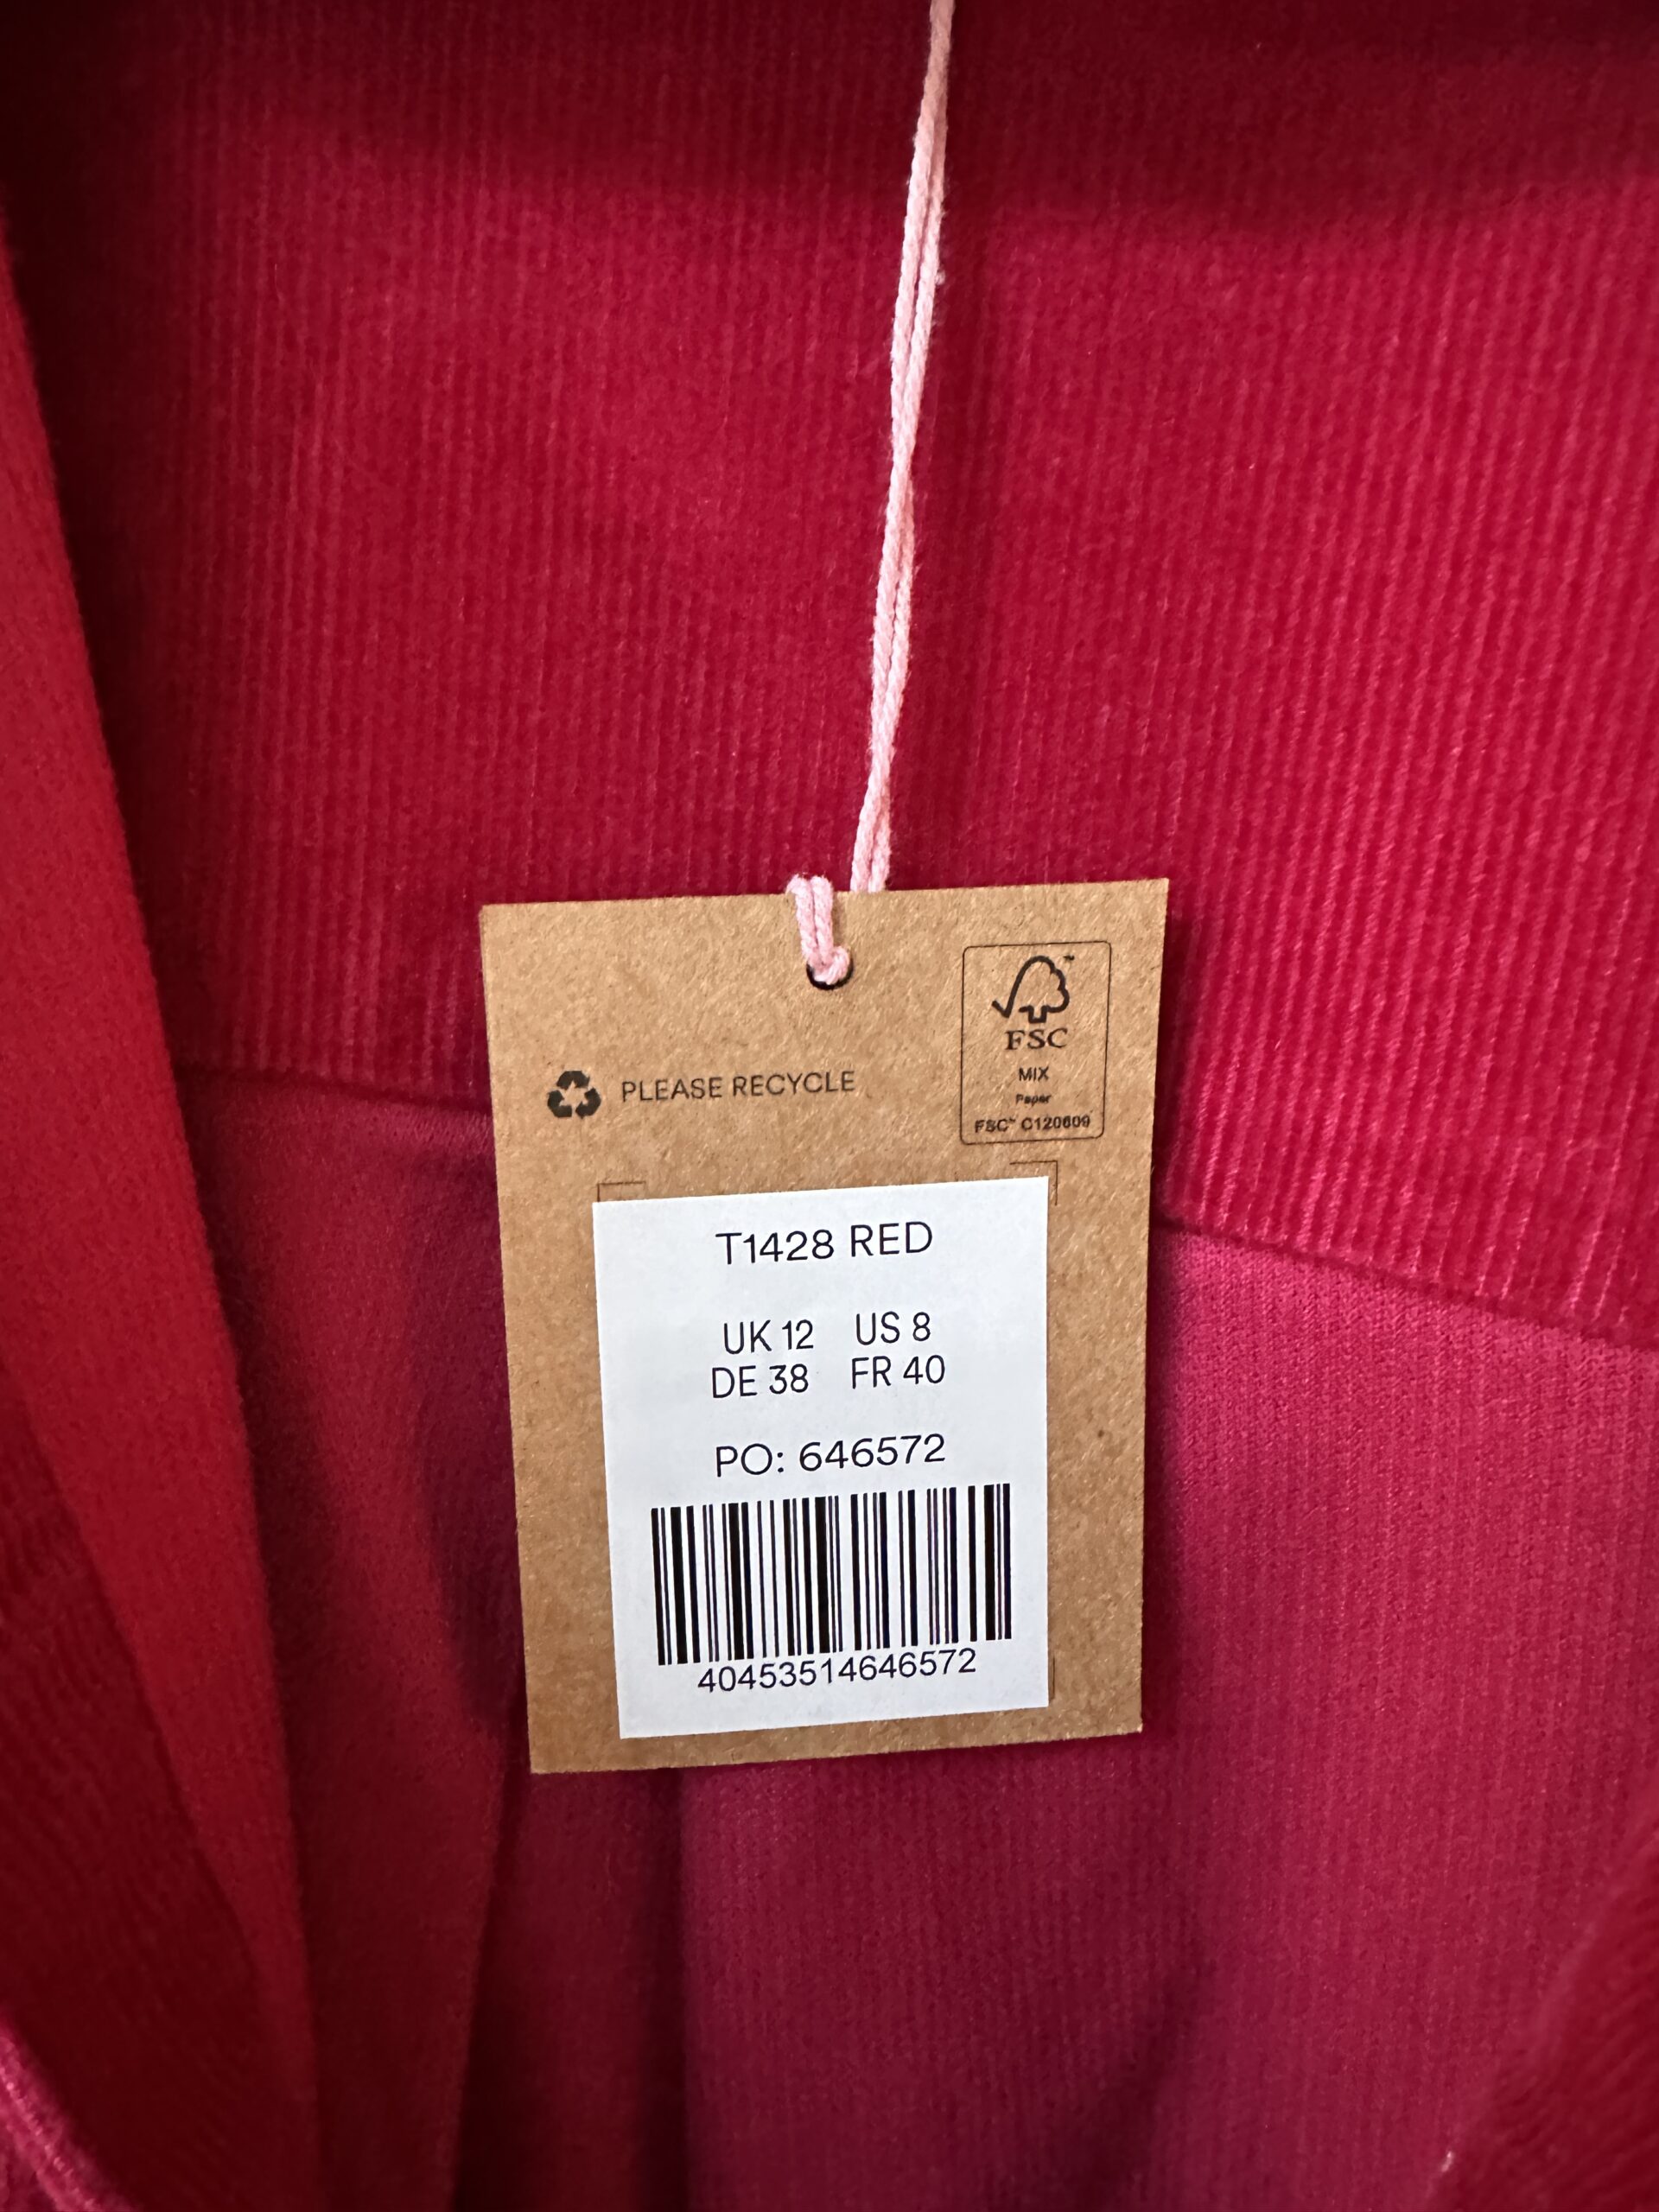 FSC
MIX
Paper
FSC™ C120609
PLEASE RECYCLE
T1428 RED
UK 12 US 8
DE 38 FR 40
PO: 646572
40453514646572